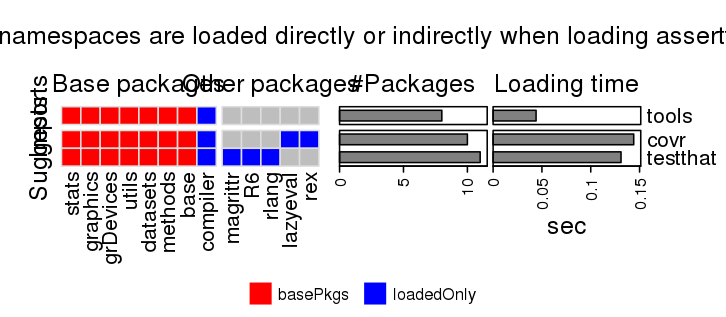 namespaces are loaded directly or indirectly when loading assert
Base packages
Other packages
#Packages
Loading time
Imports
Suggests
tools
covr
testthat
stats
graphics
grDevices
utils
datasets
methods
base
compiler
magrittr
R6
rlang
lazyeval
rex
0
5
10
0
0.05
0.1
0.15
sec
basePkgs
loadedOnly